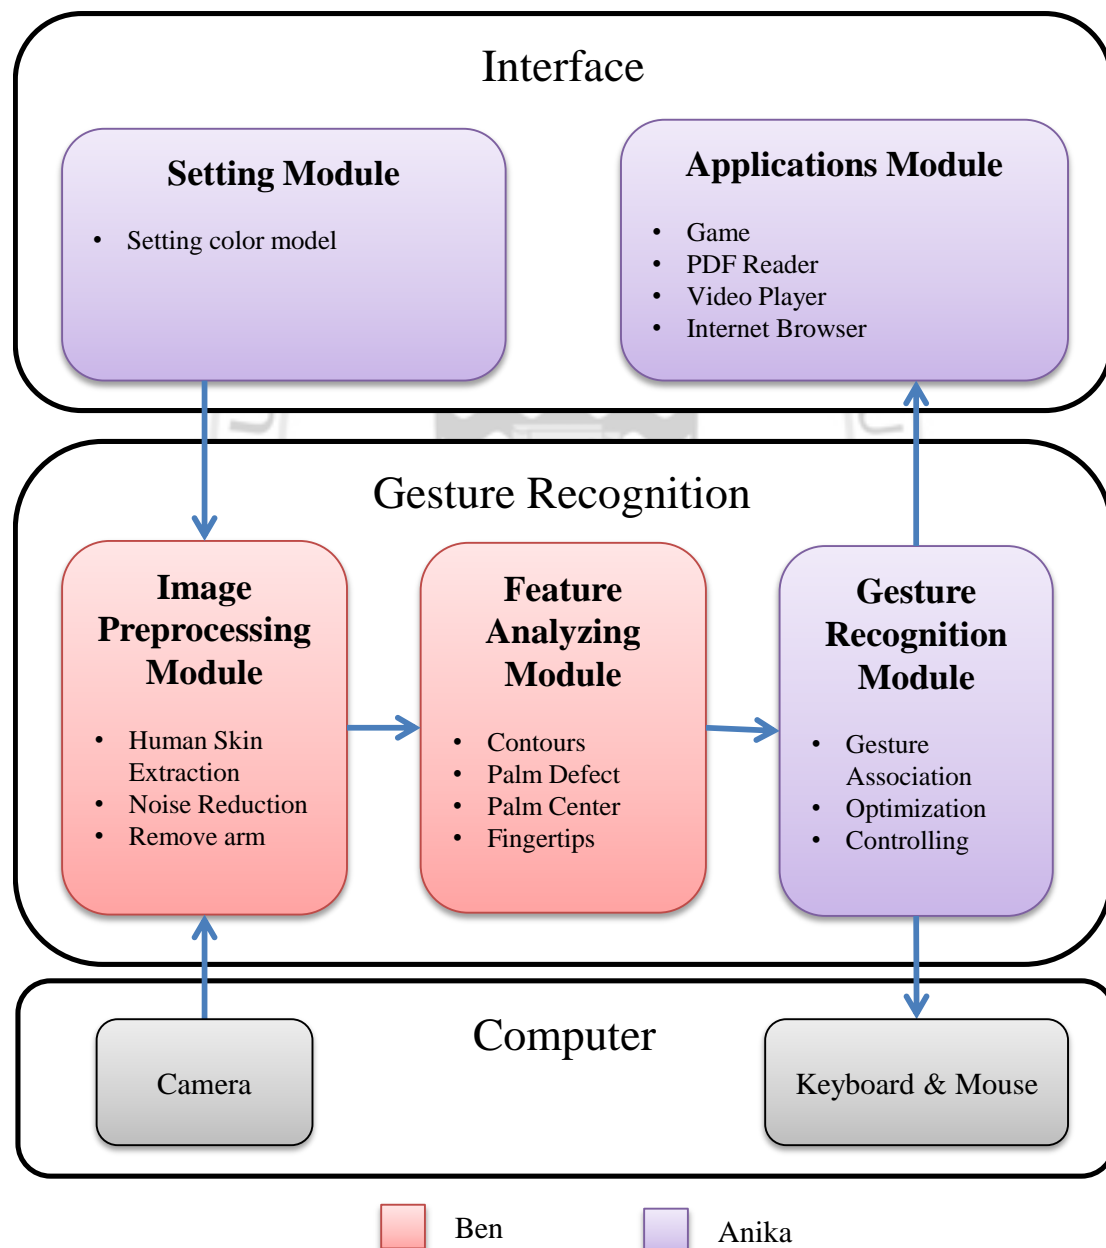 Interface
Setting Module
• Setting color model
Applications Module
• Game
• PDF Reader
• Video Player
• Internet Browser
Gesture Recognition
Image
Preprocessing
Module
• Human Skin
Extraction
• Noise Reduction
• Remove arm
Feature
Analyzing
Module
• Contours
• Palm Defect
• Palm Center
• Fingertips
Gesture
Recognition
Module
• Gesture
Association
• Optimization
• Controlling
Computer
Camera
Keyboard & Mouse
Ben
Anika